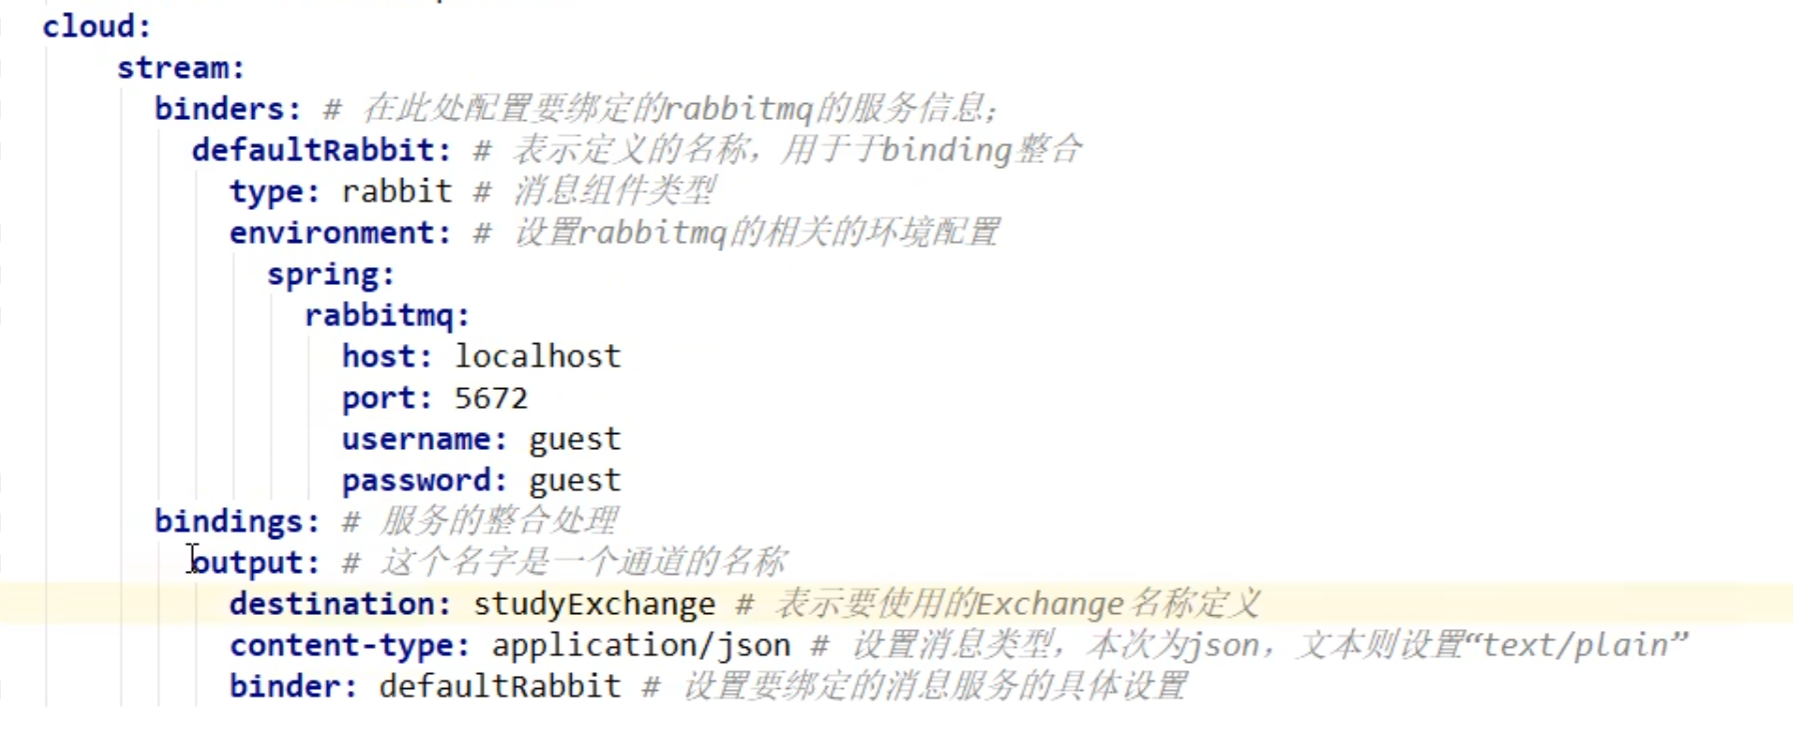 cloud:
stream:
binders: # 在此处配置要绑定的rabbitmq的服务信息；
defaultRabbit: # 表示定义的名称，用于于binding整合
type: rabbit # 消息组件类型
environment: # 设置rabbitmq的相关的环境配置
spring:
rabbitmq:
host: localhost
port: 5672
username: guest
password: guest
bindings: # 服务的整合处理
output: # 这个名字是一个通道的名称
destination: studyExchange # 表示要使用的Exchange名称定义
content-type: application/json # 设置消息类型，本次为json，文本则设置“text/plain”
binder: defaultRabbit # 设置要绑定的消息服务的具体设置